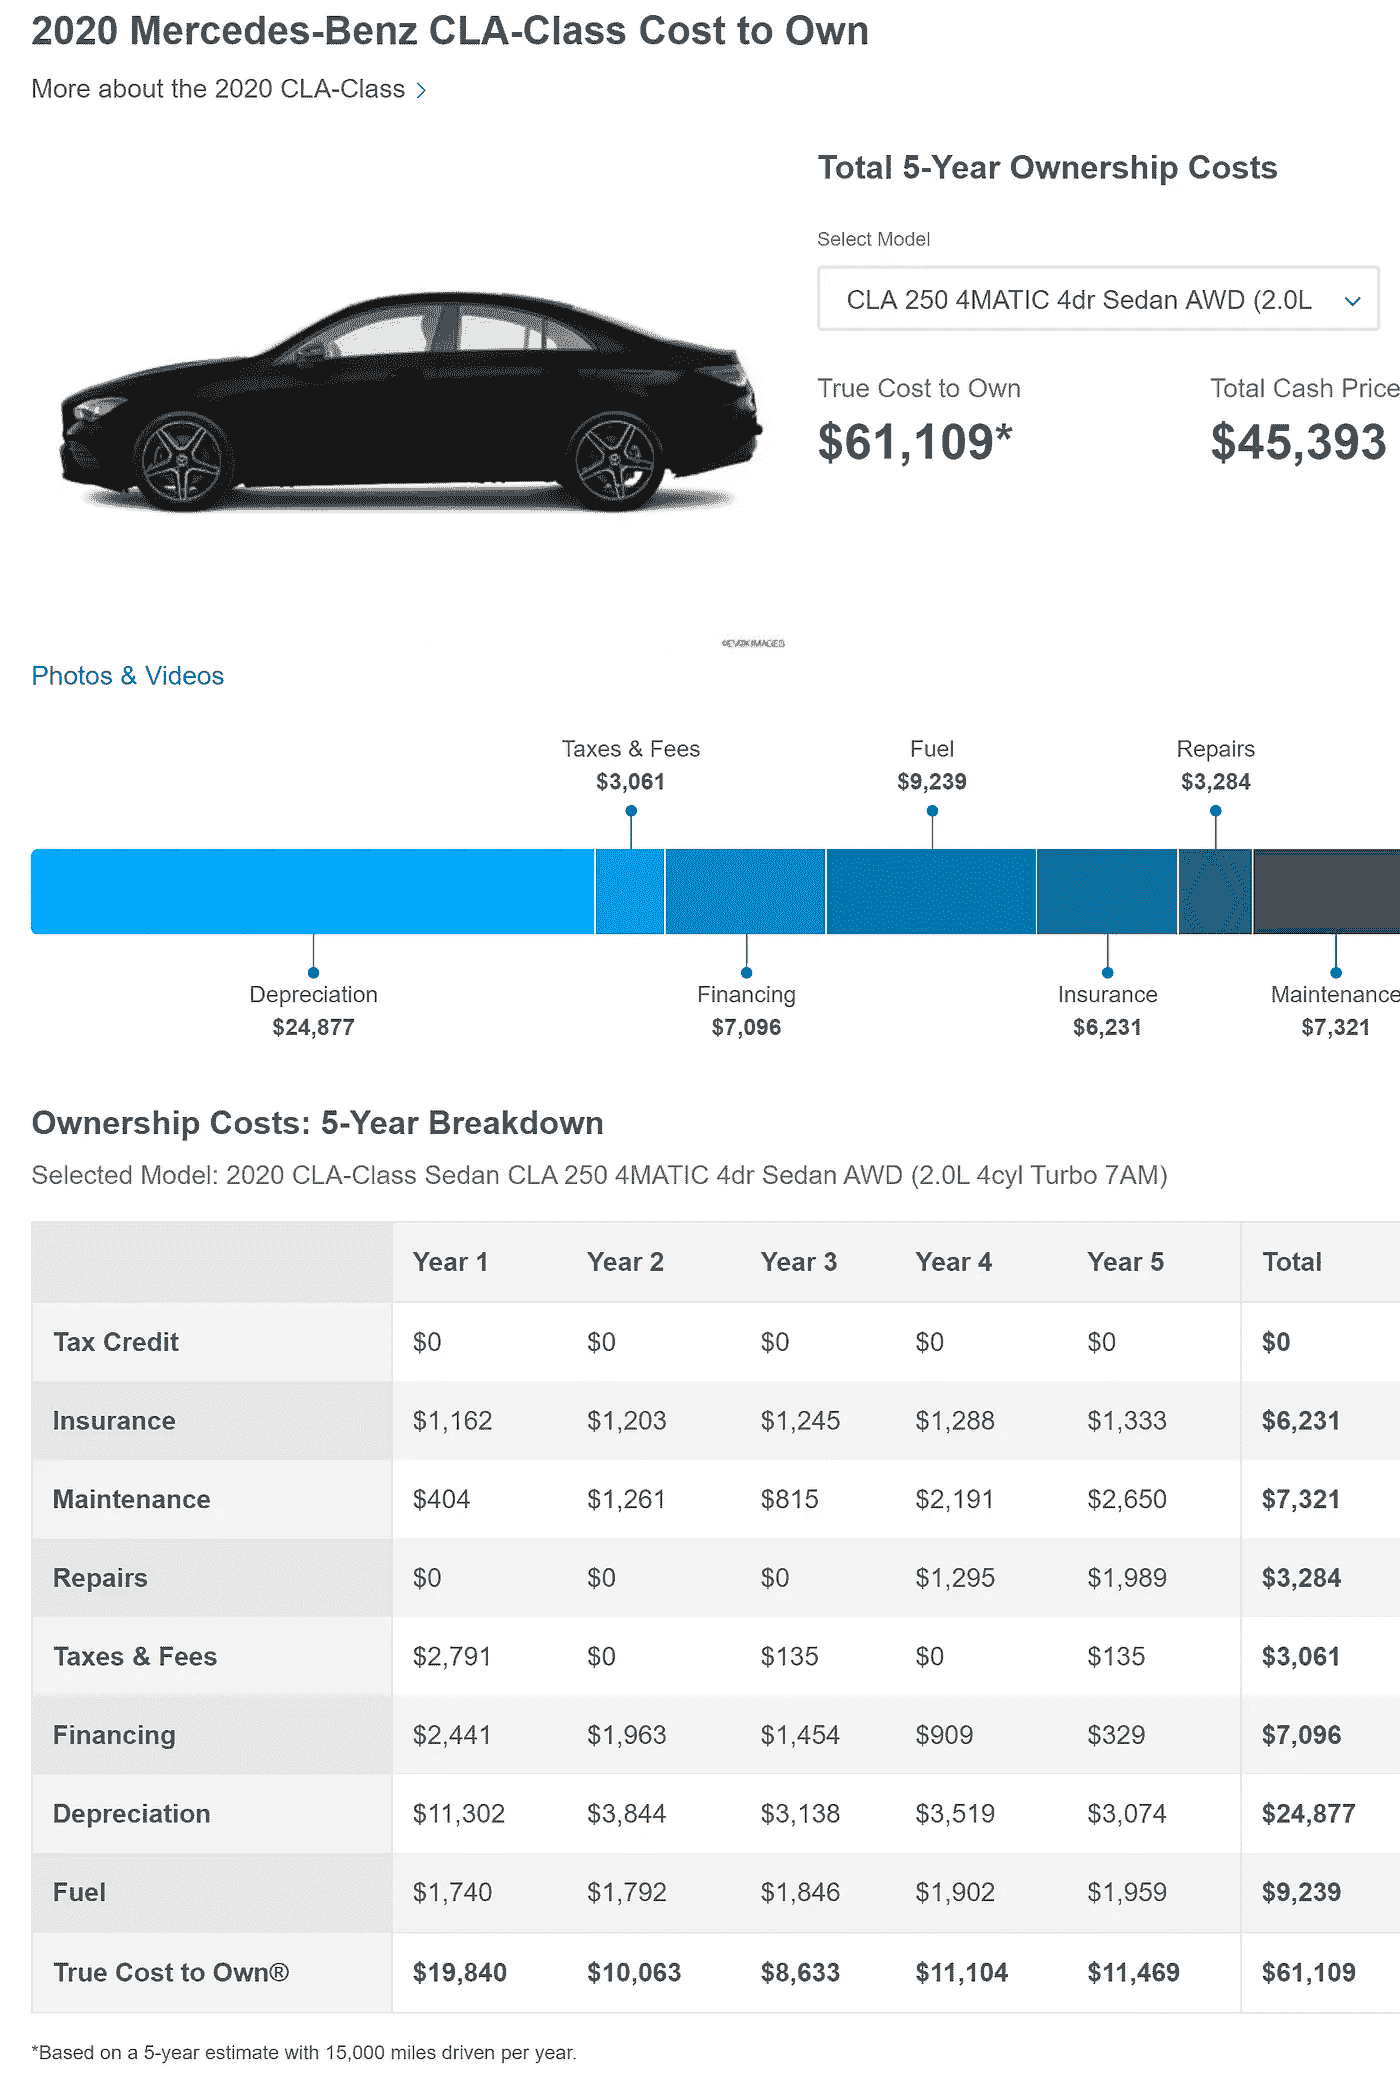 2020 Mercedes-Benz CLA-Class Cost to Own
More about the 2020 CLA-Class
Total 5-Year Ownership Costs
Select Model
CLA 250 4MATIC 4dr Sedan AWD (2.0L
True Cost to Own Total Cash Price
$61,109* $45,393
©EVOX IMAGES
Photos & Videos
Taxes & Fees Fuel Repairs
$3,061 $9,239 $3,284
Depreciation Financing Insurance Maintenance
$24,877 $7,096 $6,231 $7,321
Ownership Costs: 5-Year Breakdown
Selected Model: 2020 CLA-Class Sedan CLA 250 4MATIC 4dr Sedan AWD (2.0L 4cyl Turbo 7AM)
Year 1 Year 2 Year 3 Year 4 Year 5 Total
Tax Credit $0 $0 $0 $0 $0 $0
Insurance $1,162 $1,203 $1,245 $1,288 $1,333 $6,231
Maintenance $404 $1,261 $815 $2,191 $2,650 $7,321
Repairs $0 $0 $0 $1,295 $1,989 $3,284
Taxes & Fees $2,791 $0 $135 $0 $135 $3,061
Financing $2,441 $1,963 $1,454 $909 $329 $7,096
Depreciation $11,302 $3,844 $3,138 $3,519 $3,074 $24,877
Fuel $1,740 $1,792 $1,846 $1,902 $1,959 $9,239
True Cost to Own® $19,840 $10,063 $8,633 $11,104 $11,469 $61,109
*Based on a 5-year estimate with 15,000 miles driven per year.